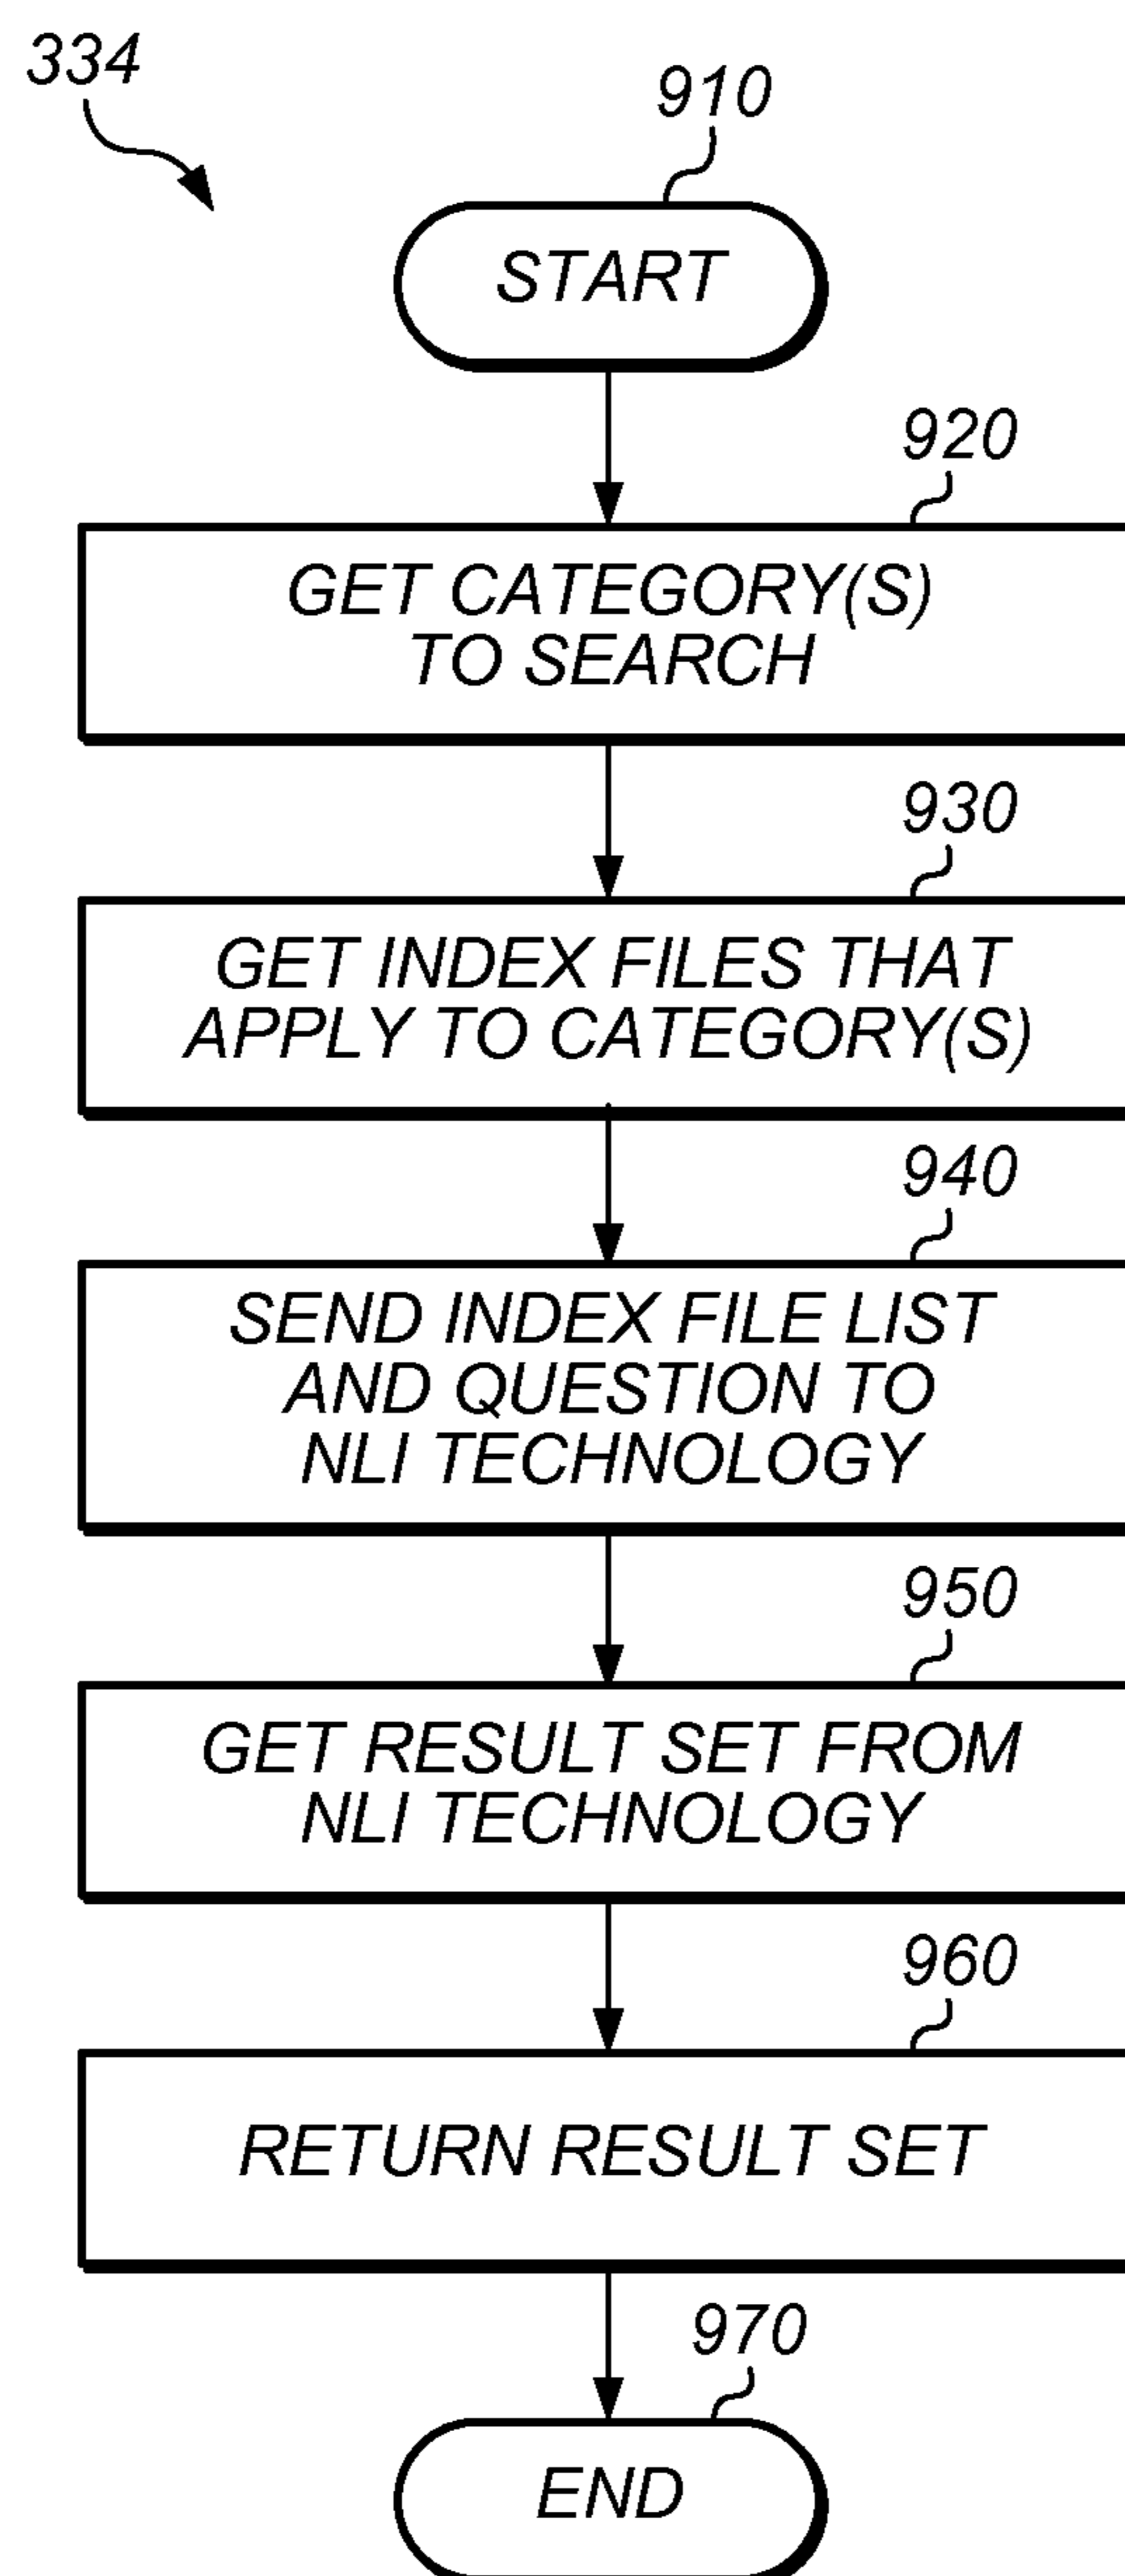 334
910
START
920
GET CATEGORY(S)
TO SEARCH
930
GET INDEX FILES THAT
APPLY TO CATEGORY(S)
940
SEND INDEX FILE LIST
AND QUESTION TO
NLI TECHNOLOGY
950
GET RESULT SET FROM
NLI TECHNOLOGY
960
RETURN RESULT SET
970
END